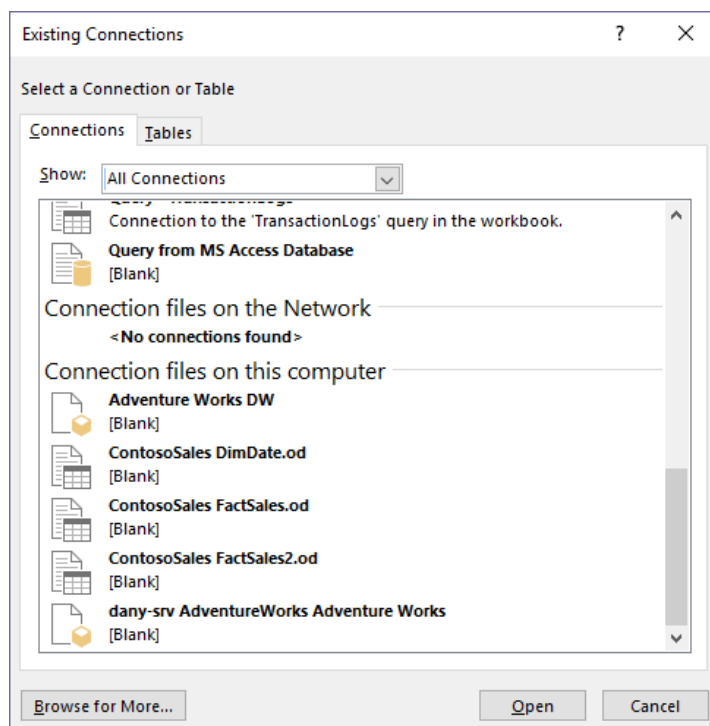 Existing Connections
?
Select a Connection or Table
Connections
Tables
Show:
All Connections
Connection to the 'TransactionLogs' query in the workbook.
Query from MS Access Database
[Blank]
Connection files on the Network
<No connections found>
Connection files on this computer
Adventure Works DW
[Blank]
ContosoSales DimDate.od
[Blank]
ContosoSales FactSales.od
[Blank]
ContosoSales FactSales2.od
[Blank]
dany-srv AdventureWorks Adventure Works
[Blank]
Browse for More...
Open
Cancel